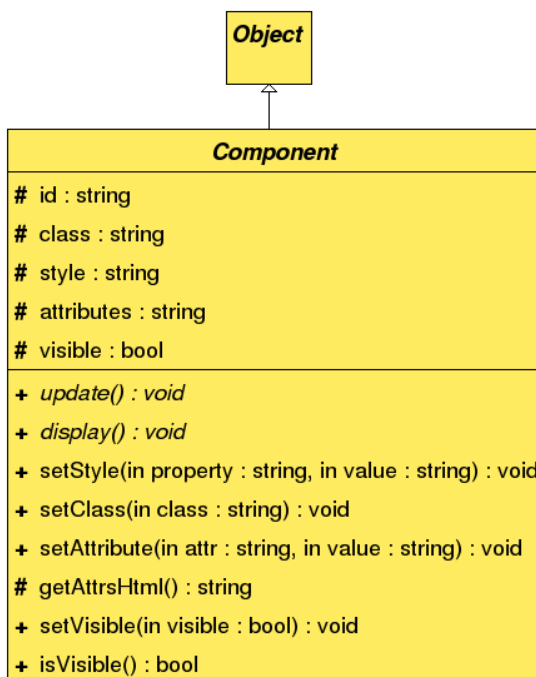 Object
Component
# id : string
# class : string
# style : string
# attributes : string
# visible : bool
+ update() : void
+ display() : void
+ setStyle(in property : string, in value : string) : void
+ setClass(in class : string) : void
+ setAttribute(in attr : string, in value : string) : void
# getAttrsHtml() : string
+ setVisible(in visible : bool) : void
+ isVisible() : bool